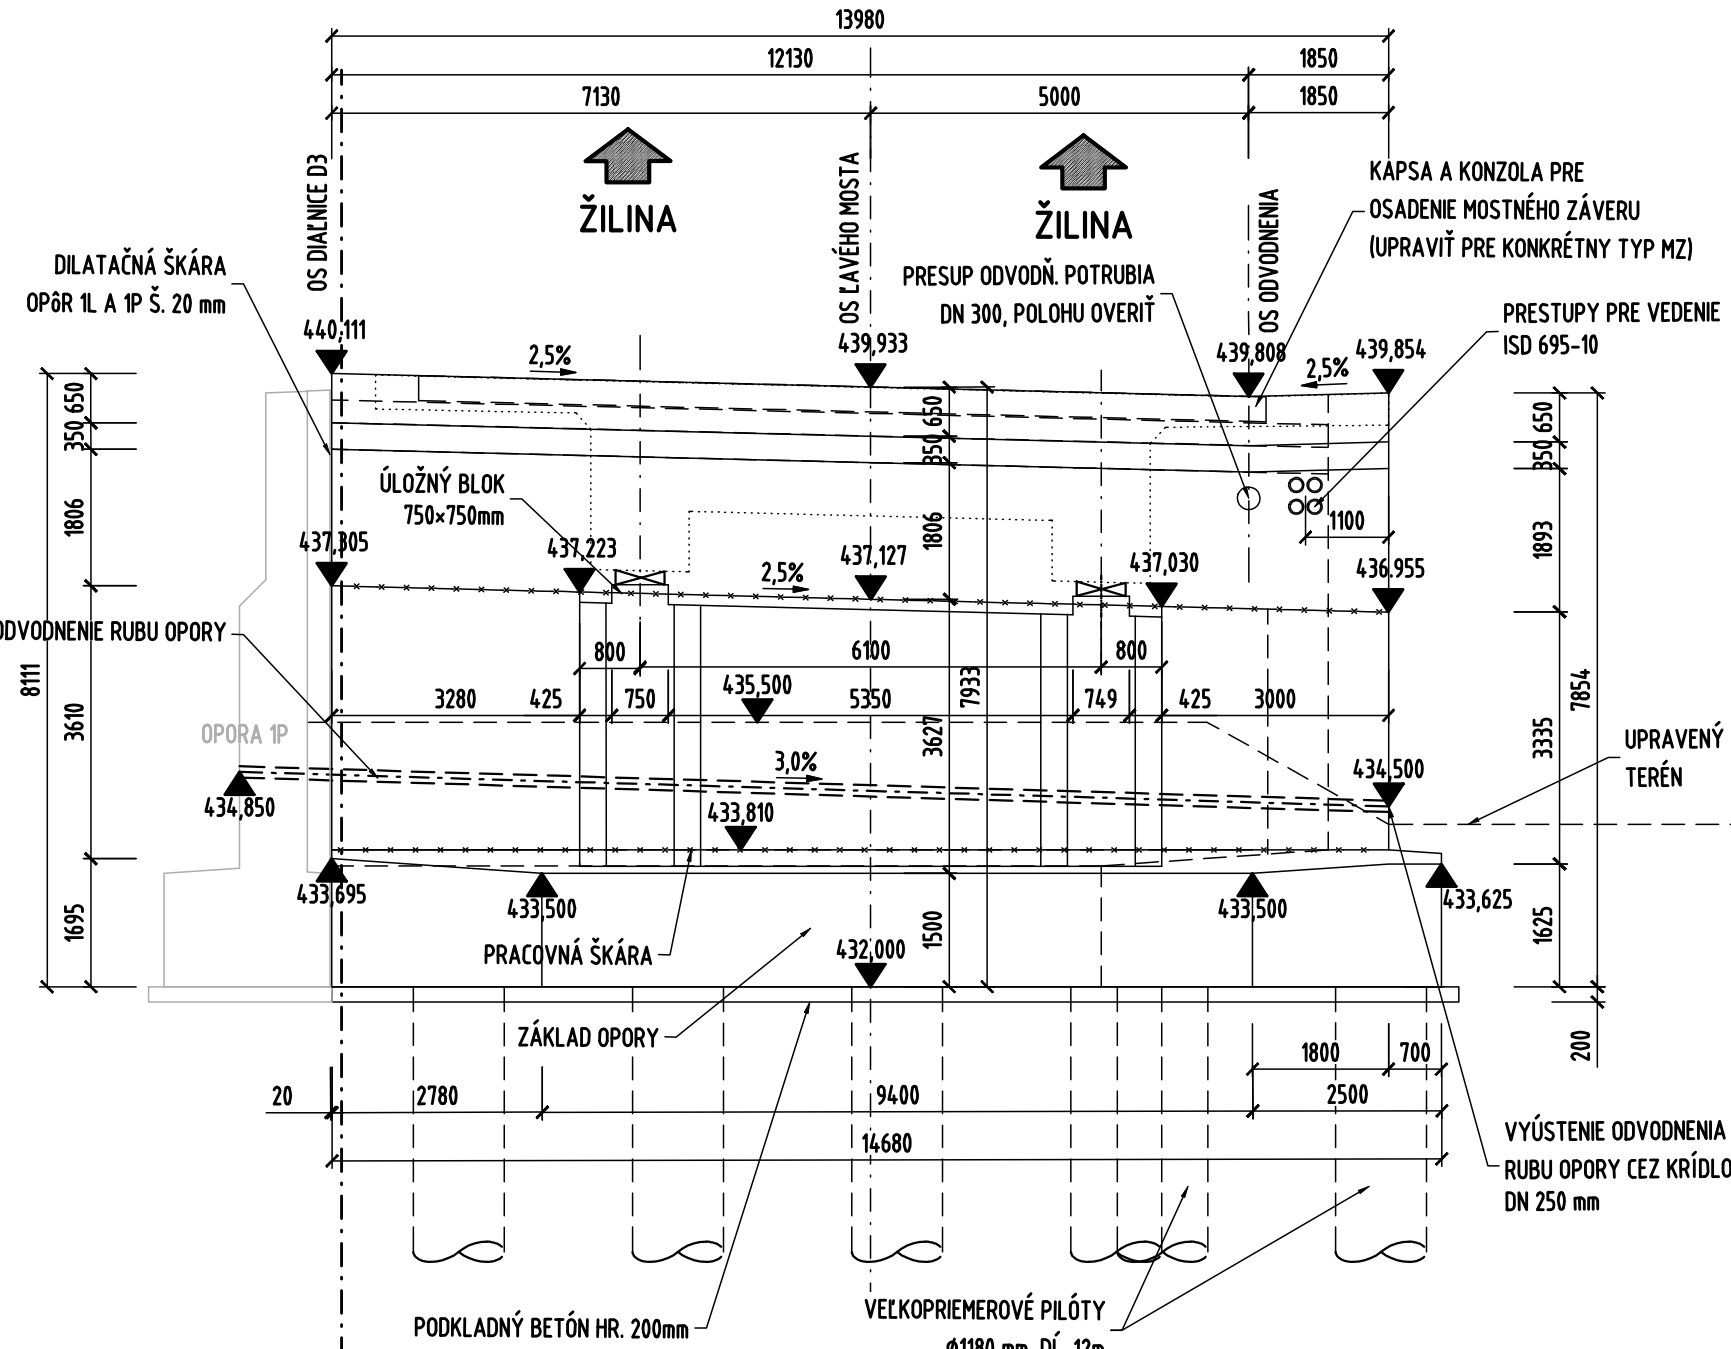 13980
12130
1850
7130
5000
1850
OS DIAĽNICE D3
ŽILINA
OS ĽAVÉHO MOSTA
ŽILINA
OS ODVODNENIA
KAPSA A KONZOLA PRE
OSADENIE MOSTNÉHO ZÁVERU
(UPRAVIŤ PRE KONKRÉTNY TYP MZ)
DILATAČNÁ ŠKÁRA
OPôR 1L A 1P Š. 20 mm
PRESUP ODVODŇ. POTRUBIA
DN 300, POLOHU OVERIŤ
PRESTUPY PRE VEDENIE
ISD 695-10
440,111
2,5%
439,933
439,808
2,5%
439,854
650
350
1806
650
350
1806
650
350
1893
ÚLOŽNÝ BLOK
750×750mm
1100
437,305
437,223
2,5%
437,127
437,030
436.955
ODVODNENIE RUBU OPORY
800
6100
800
8111
3610
3280
425
750
435,500
5350
749
425
3000
7933
3627
7854
3335
OPORA 1P
UPRAVENÝ
TERÉN
3,0%
434,850
433,810
434,500
433,695
433,500
433,500
433,625
1695
1500
1625
PRACOVNÁ ŠKÁRA
432,000
ZÁKLAD OPORY
200
1800
700
20
2780
9400
2500
14680
VYÚSTENIE ODVODNENIA
RUBU OPORY CEZ KRÍDLO
DN 250 mm
PODKLADNÝ BETÓN HR. 200mm
VEĽKOPRIEMEROVÉ PILÓTY
Ø1180 mm, DĹ. 12m